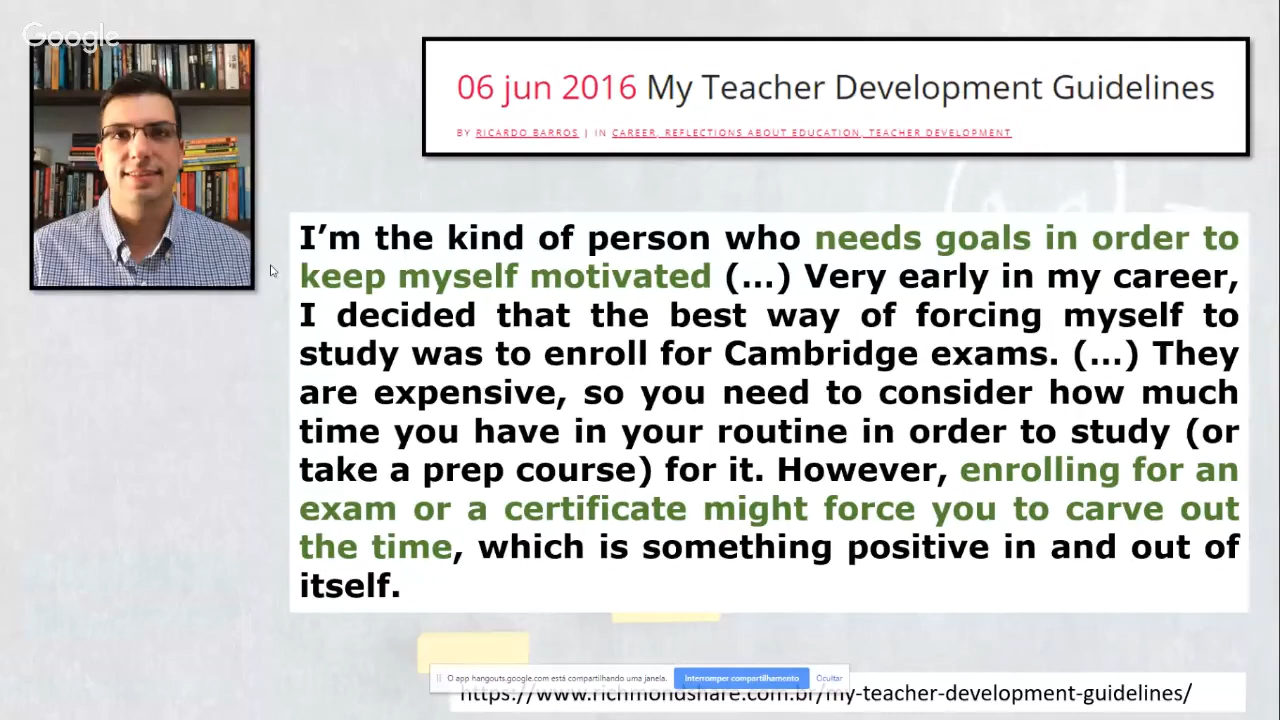 Google
06 jun 2016 My Teacher Development Guidelines
BY RICARDO BARROS | IN CAREER, REFLECTIONS ABOUT EDUCATION, TEACHER DEVELOPMENT
I'm the kind of person who needs goals in order to
keep myself motivated (...) Very early in my career,
I decided that the best way of forcing myself to
study was to enroll for Cambridge exams. (...) They
are expensive, so you need to consider how much
time you have in your routine in order to study (or
take a prep course) for it. However, enrolling for an
exam or a certificate might force you to carve out
the time, which is something positive in and out of
itself.
O app hangouts.google.com está compartilhando uma janela. Interromper compartilhamento Ocultar
https://www.richmondshare.com.br/my-teacher-development-guidelines/